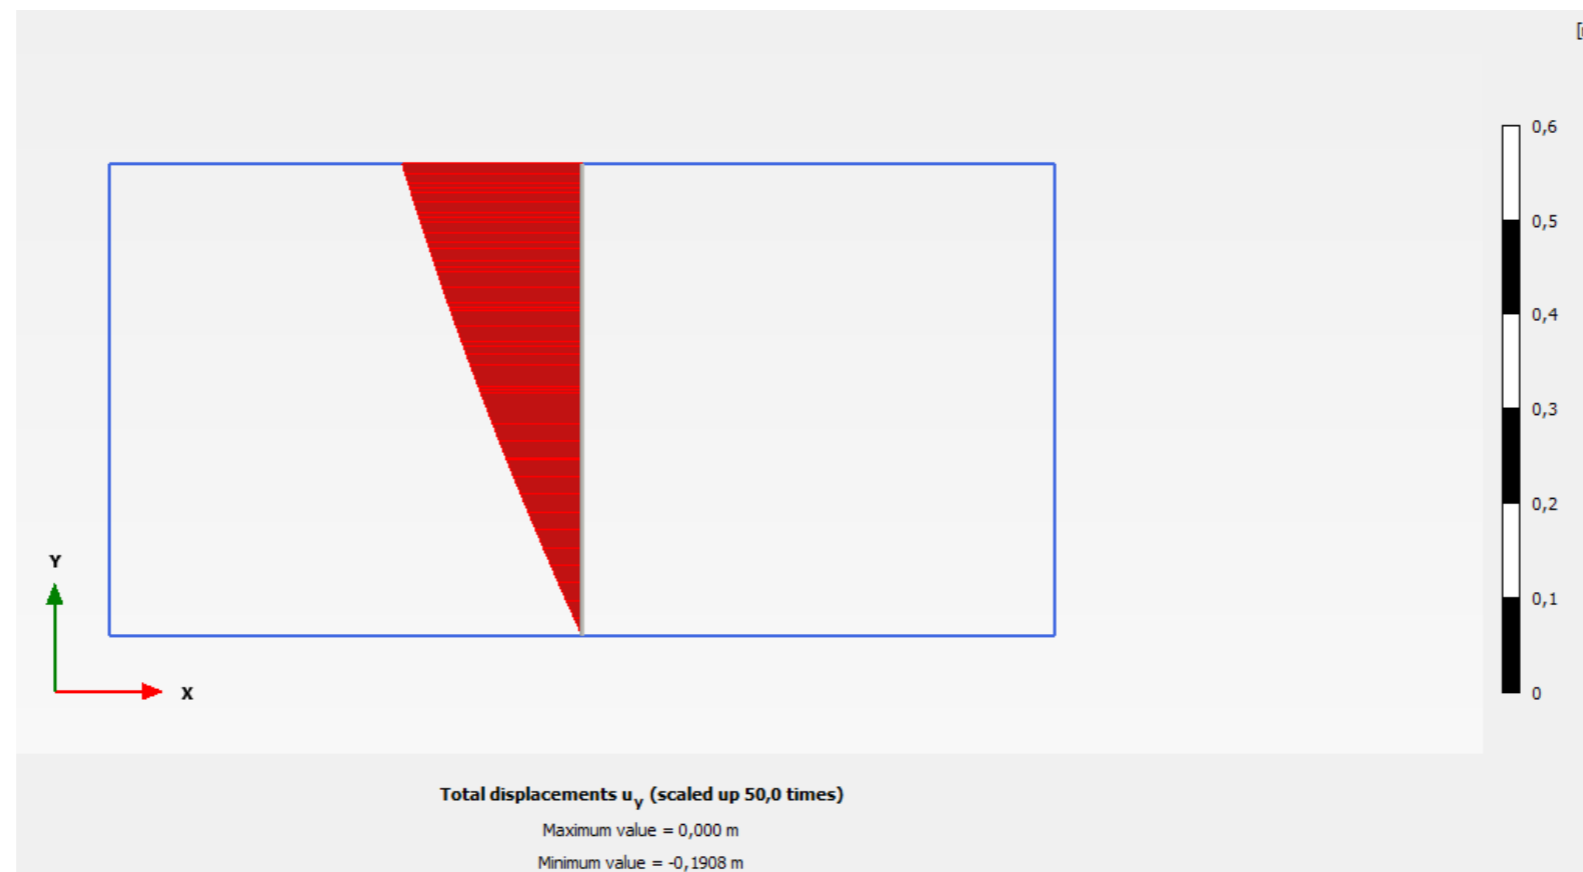 [
0,6
0,5
0,4
0,3
0,2
0,1
0
Y
X
Total displacements uy (scaled up 50,0 times)
Maximum value = 0,000 m
Minimum value = -0,1908 m